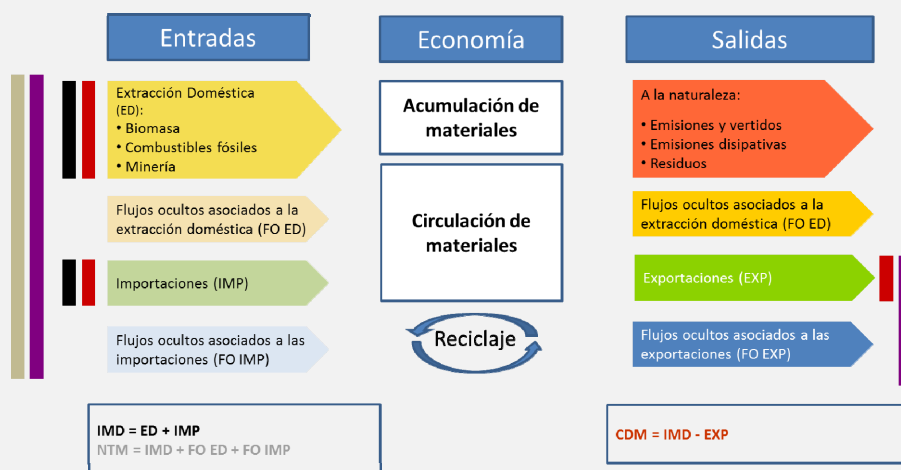 Entradas
Economía
Salidas
Extracción Doméstica
(ED):
• Biomasa
• Combustibles fósiles
• Minería
Flujos ocultos asociados a la
extracción doméstica (FO ED)
Importaciones (IMP)
Flujos ocultos asociados a las
importaciones (FO IMP)
Acumulación de
materiales
Circulación de
materiales
Reciclaje
A la naturaleza:
• Emisiones y vertidos
• Emisiones disipativas
• Residuos
Flujos ocultos asociados a la
extracción doméstica (FO ED)
Exportaciones (EXP)
Flujos ocultos asociados a las
exportaciones (FO EXP)
IMD = ED + IMP
NTM = IMD + FO ED + FO IMP
CDM = IMD - EXP